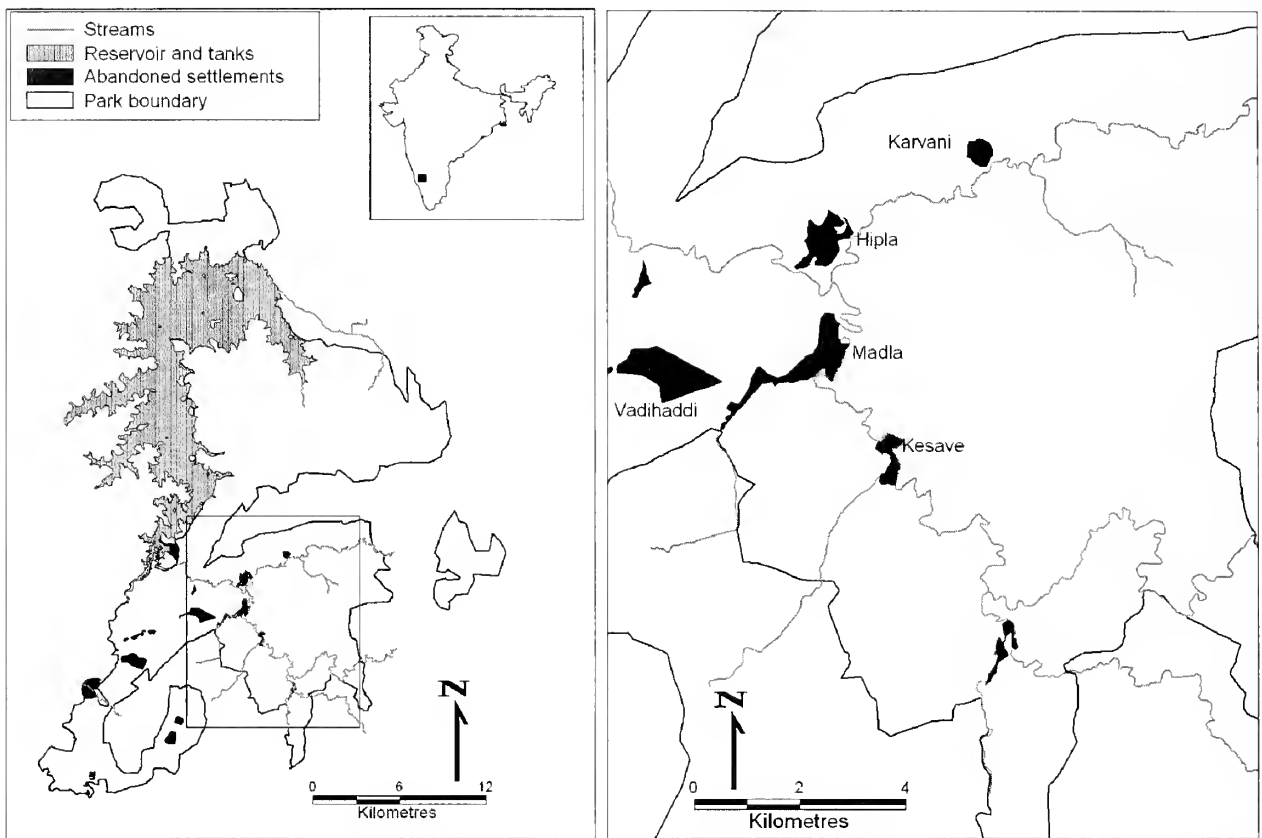 Streams
Reservoir and tanks
Abandoned settlements
Park boundary
N
0 6 12
Kilometres
Karvani
Hipla
Madla
Vadihaddi
Kesave
N
0 2 4
Kilometres